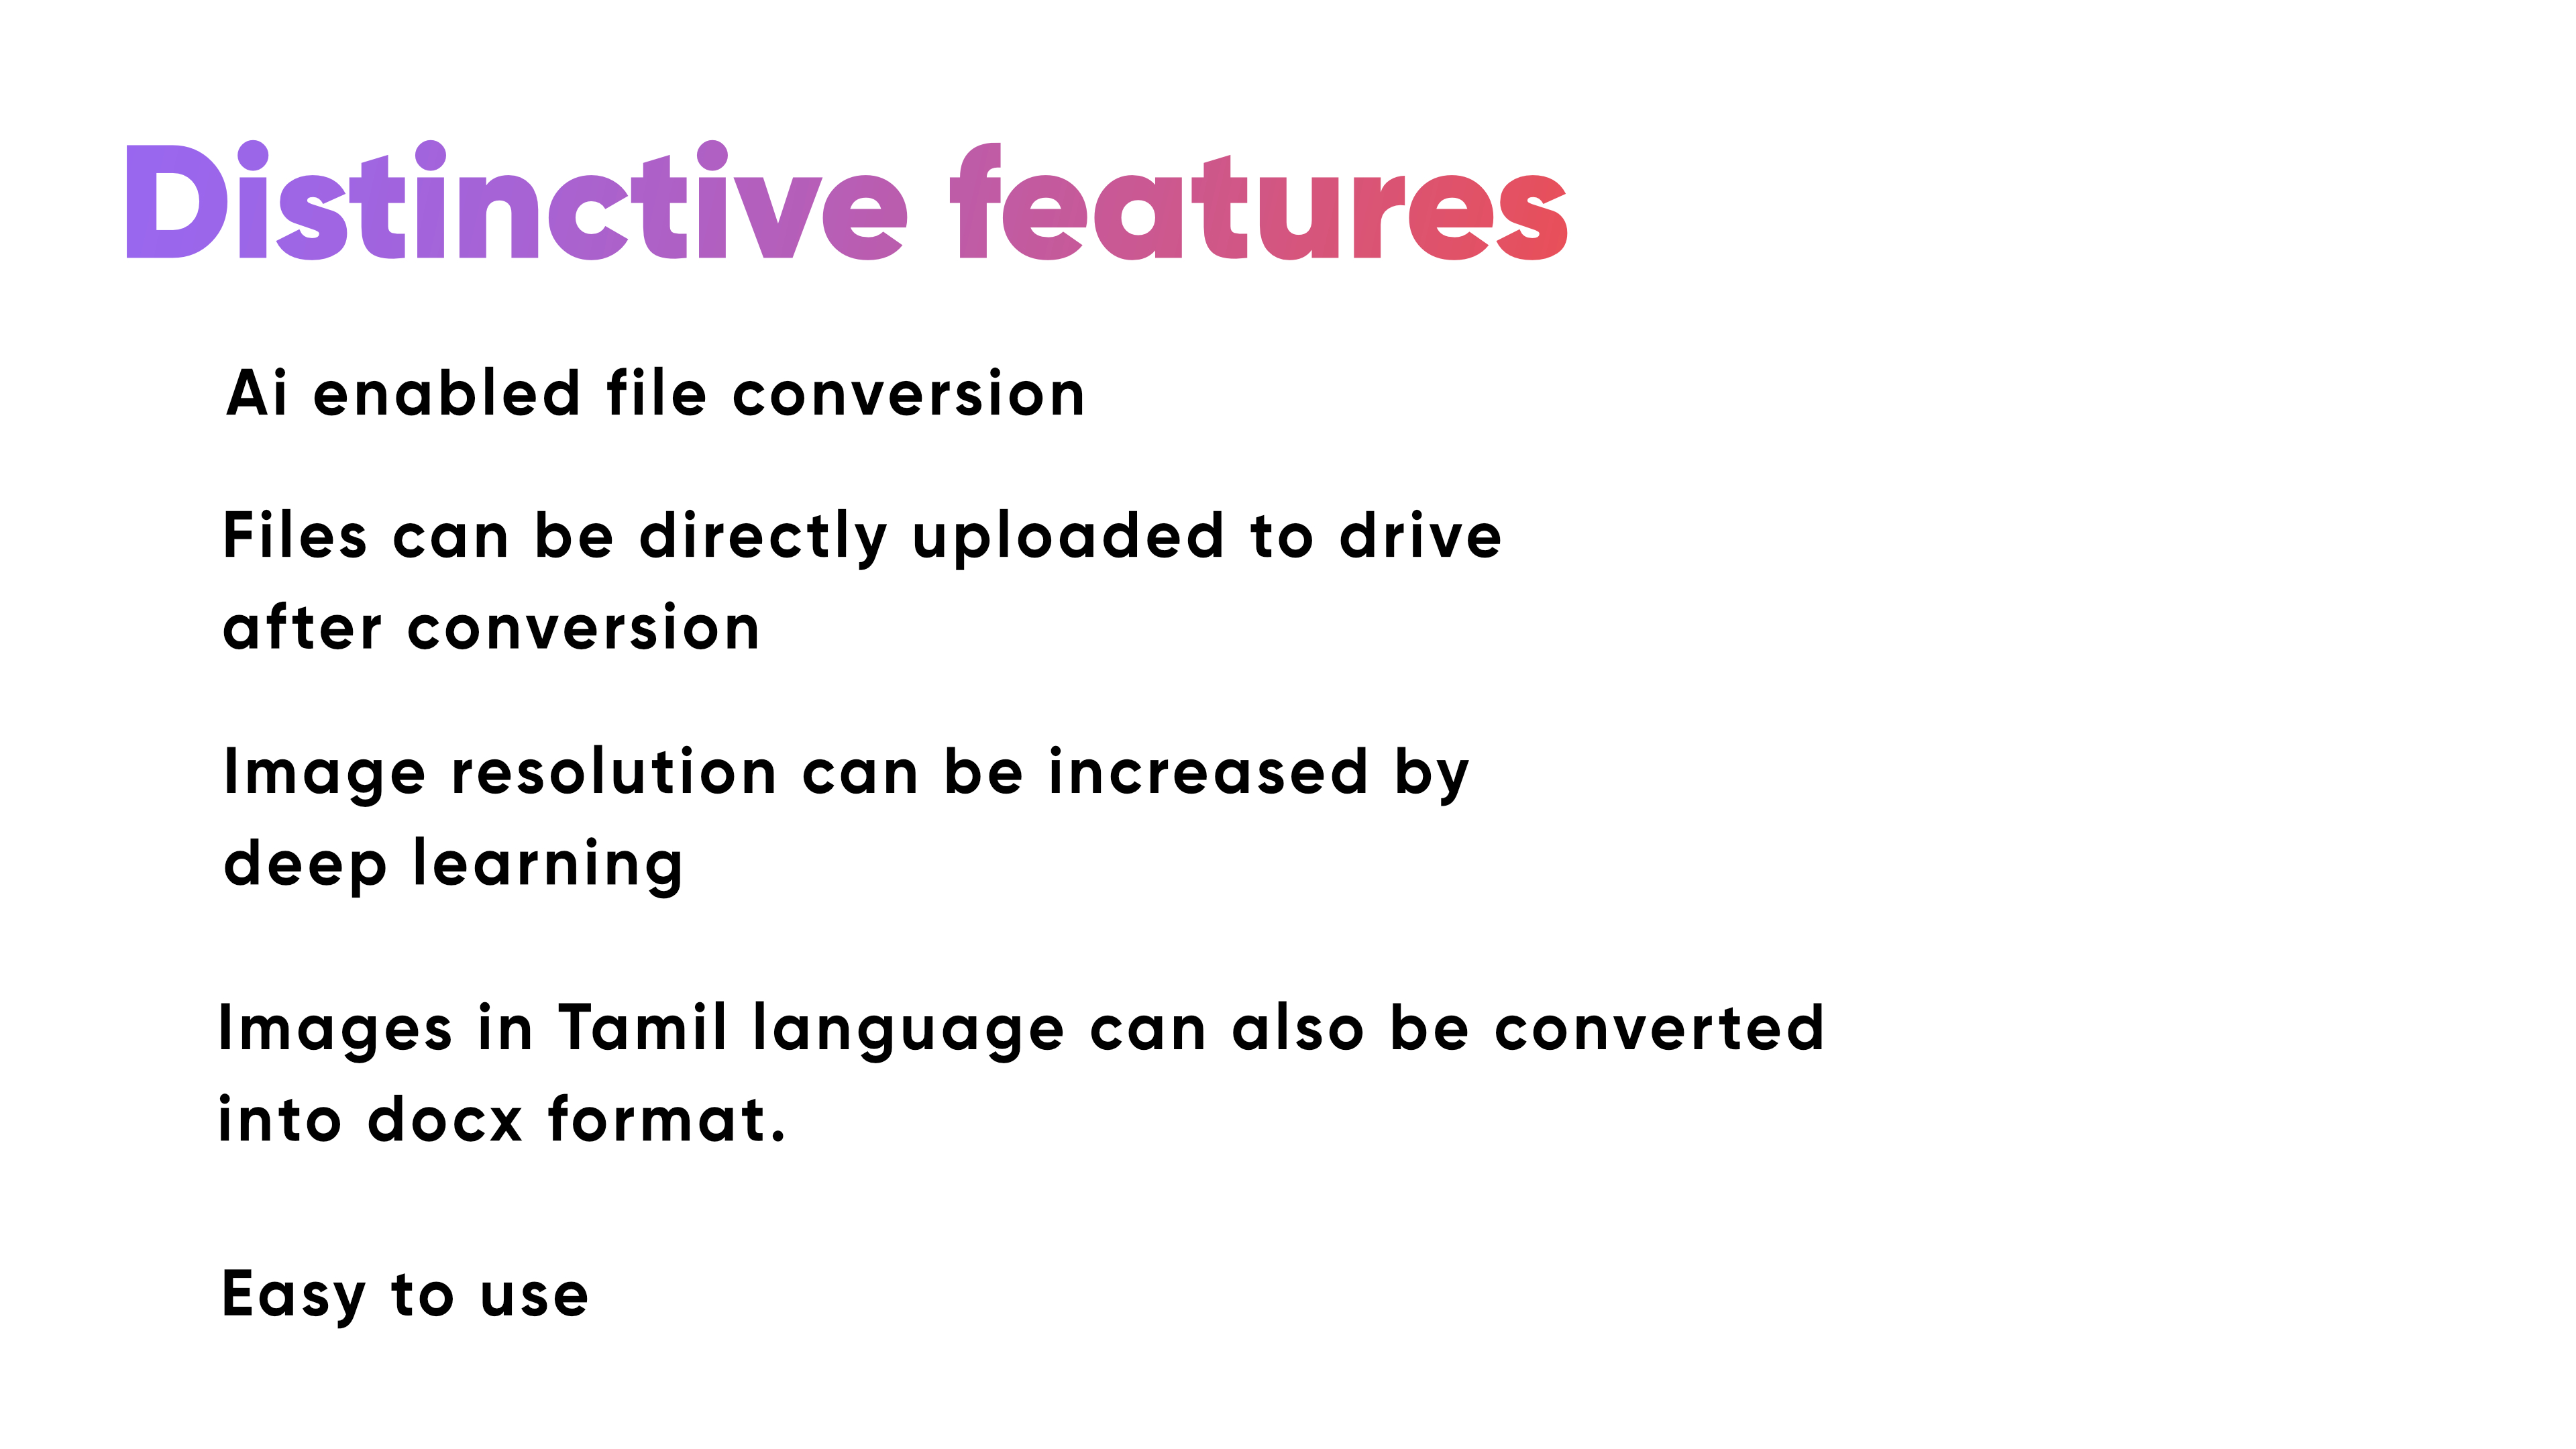 Distinctive features
Ai enabled file conversion
Files can be directly uploaded to drive
after conversion
Image resolution can be increased by
deep learning
Images in Tamil language can also be converted
into docx format.
Easy to use